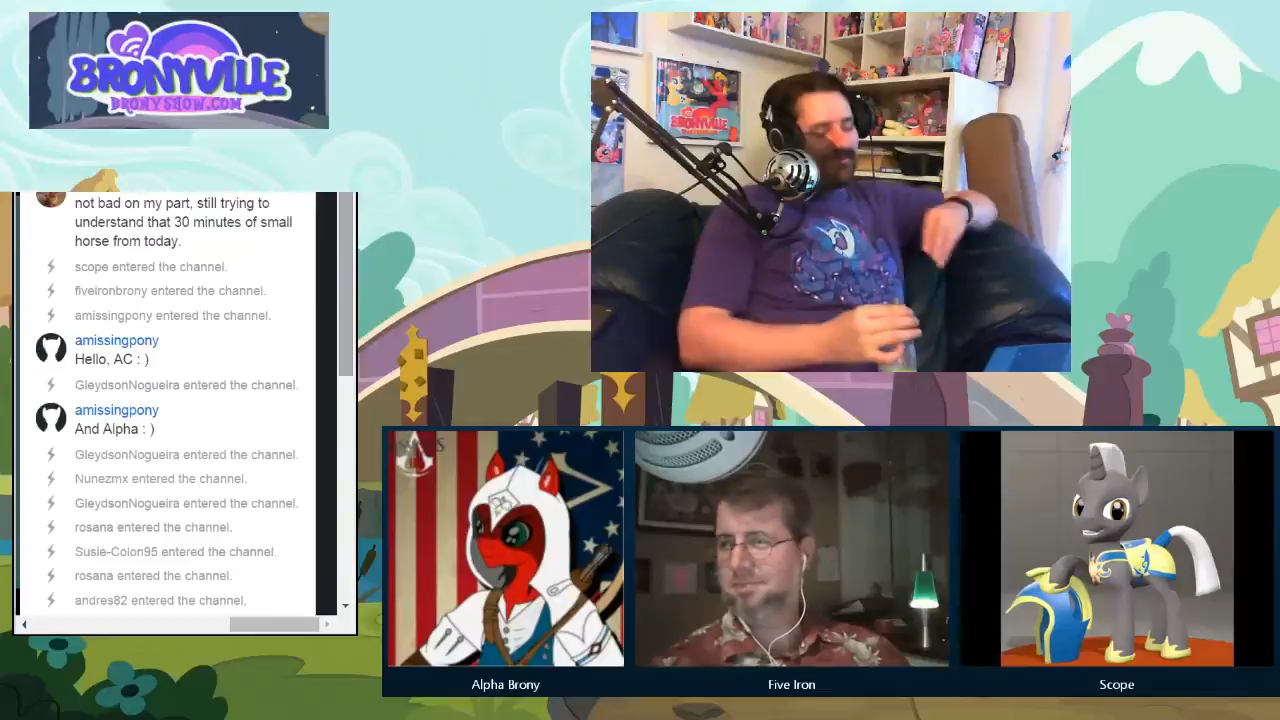 BRONYVILLE
BRONYSHOW.COM
not bad on my part, still trying to
understand that 30 minutes of small
horse from today.
scope entered the channel.
fiveironbrony entered the channel.
amissingpony entered the channel.
amissingpony
Hello, AC : )
GleydsonNogueira entered the channel.
amissingpony
And Alpha : )
GleydsonNogueira entered the channel.
Nunezmx entered the channel.
GleydsonNogueira entered the channel.
rosana entered the channel.
Susie-Colon95 entered the channel.
rosana entered the channel.
andres82 entered the channel.
BRONYVILLE
Alpha Brony
Five Iron
Scope